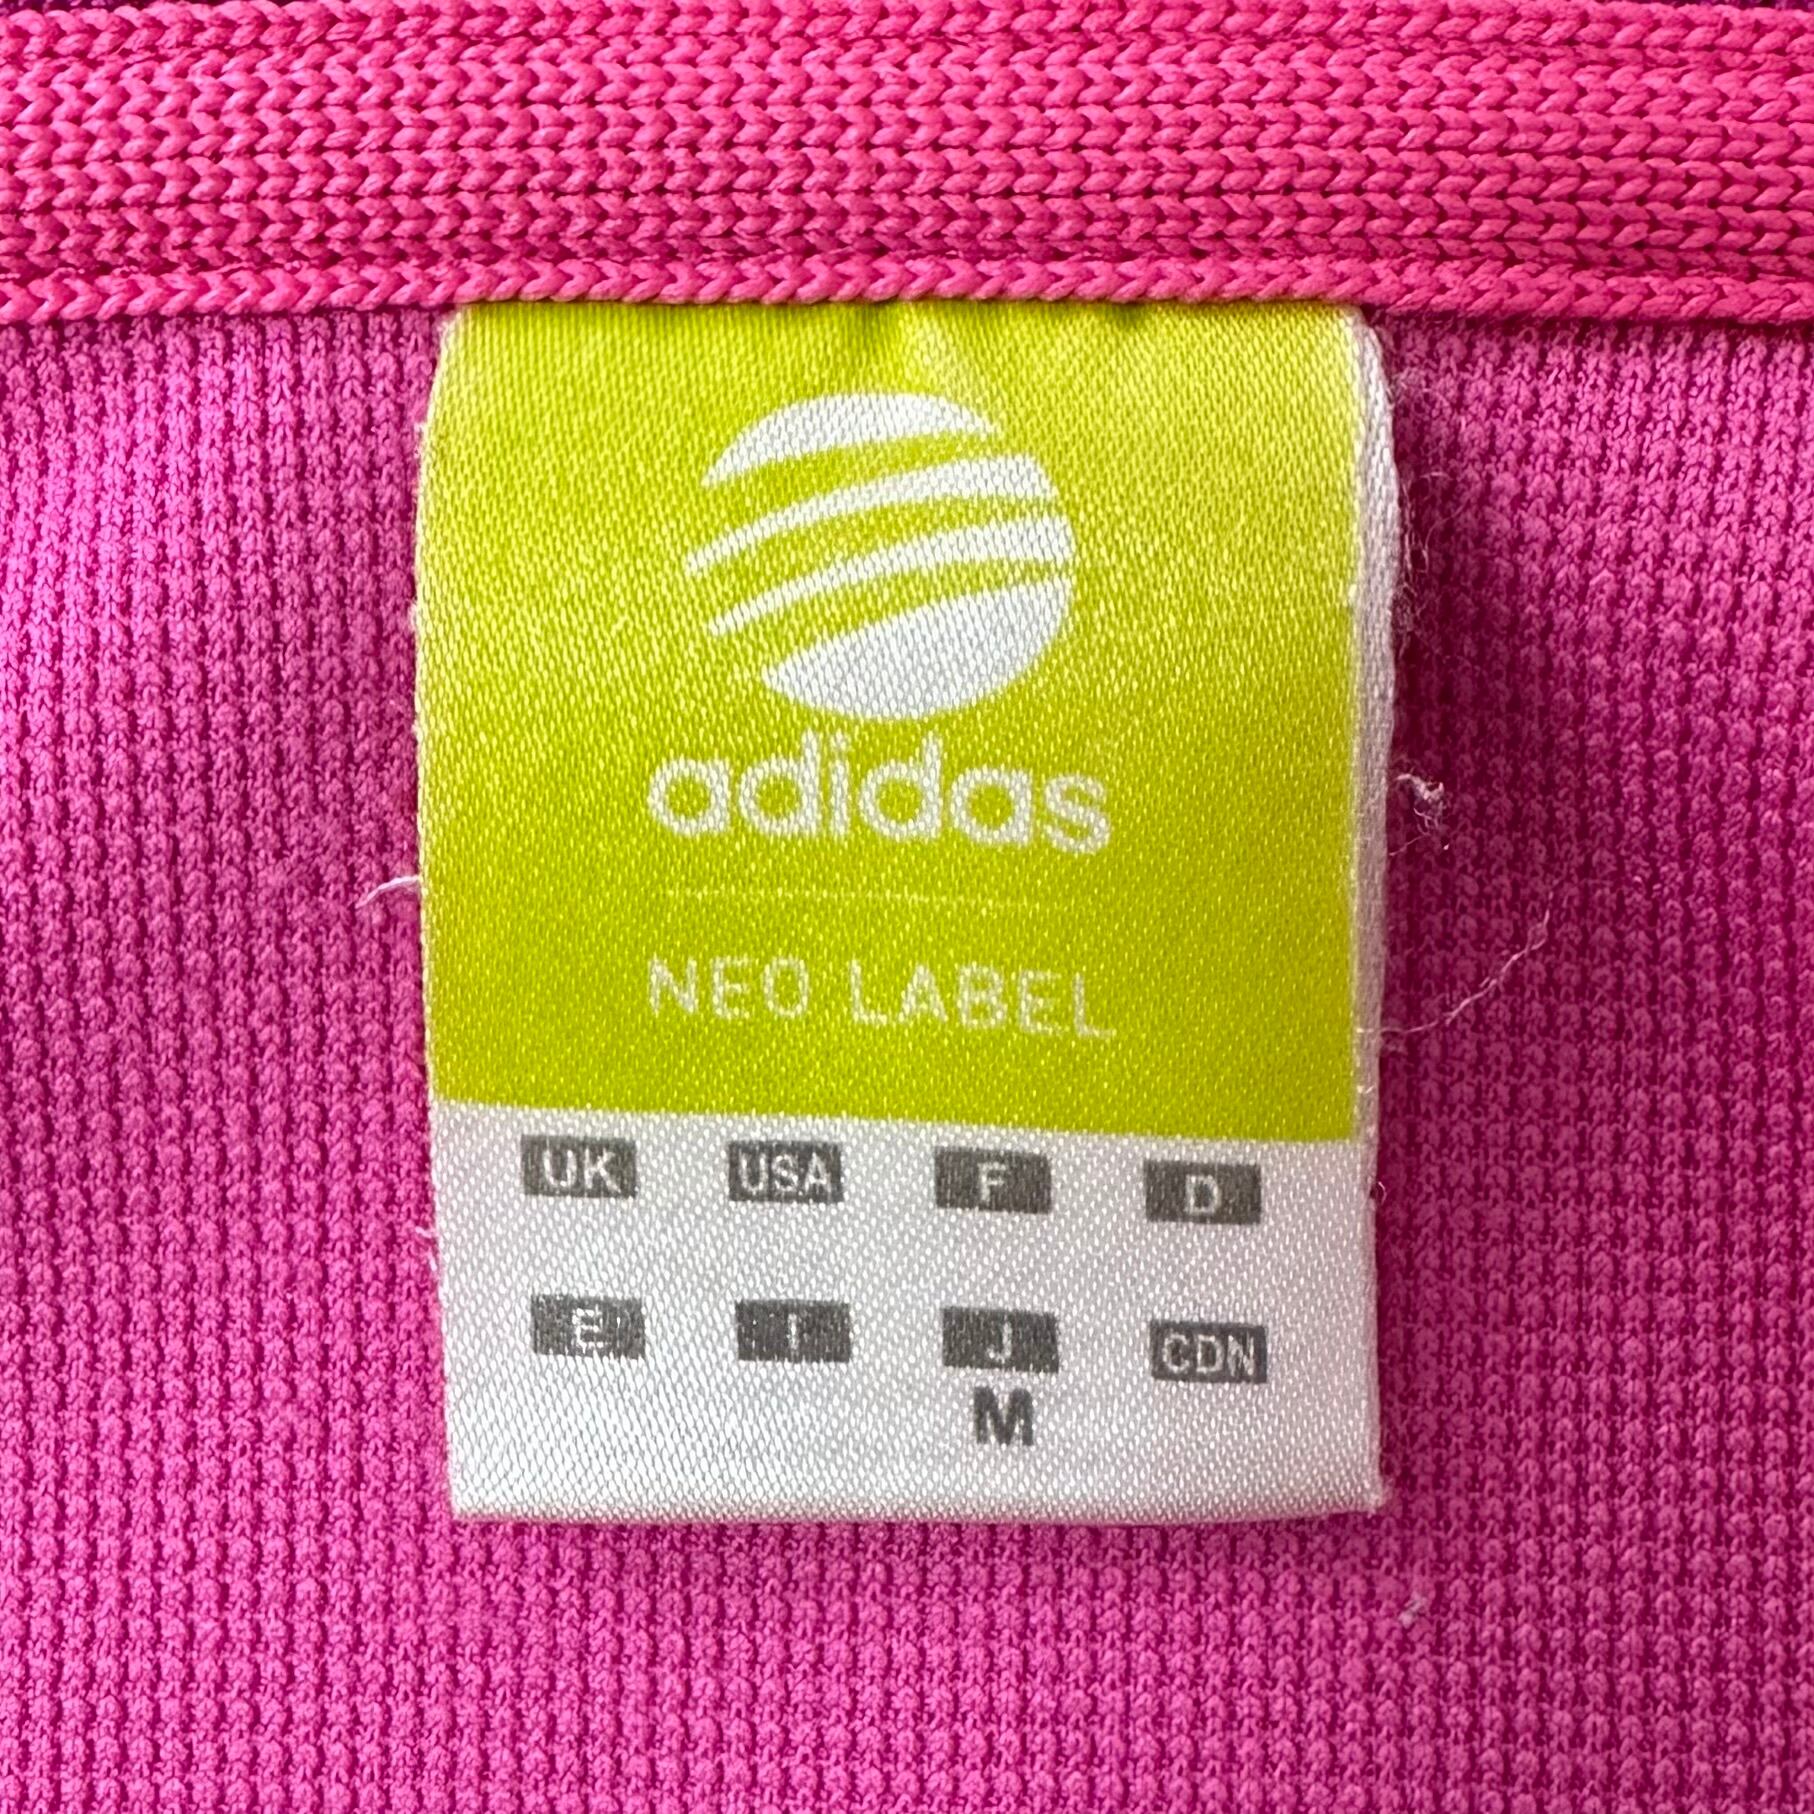 adidas
NEO LABEL
UK USA F D
E I J CDN
M